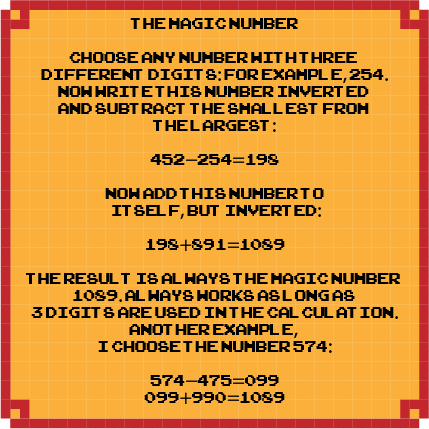 THE MAGIC NUMBER
CHOOSE ANY NUMBER WITH THREE
DIFFERENT DIGITS: FOR EXAMPLE, 254.
NOW WRITE THIS NUMBER INVERTED
AND SUBTRACT THE SMALLEST FROM
THE LARGEST:
452-254=198
NOW ADD THIS NUMBER TO
ITSELF, BUT INVERTED:
198+891=1089
THE RESULT IS ALWAYS THE MAGIC NUMBER
1089. ALWAYS WORKS AS LONG AS
3 DIGITS ARE USED IN THE CALCULATION.
ANOTHER EXAMPLE,
I CHOOSE THE NUMBER 574:
574-475=099
099+990=1089